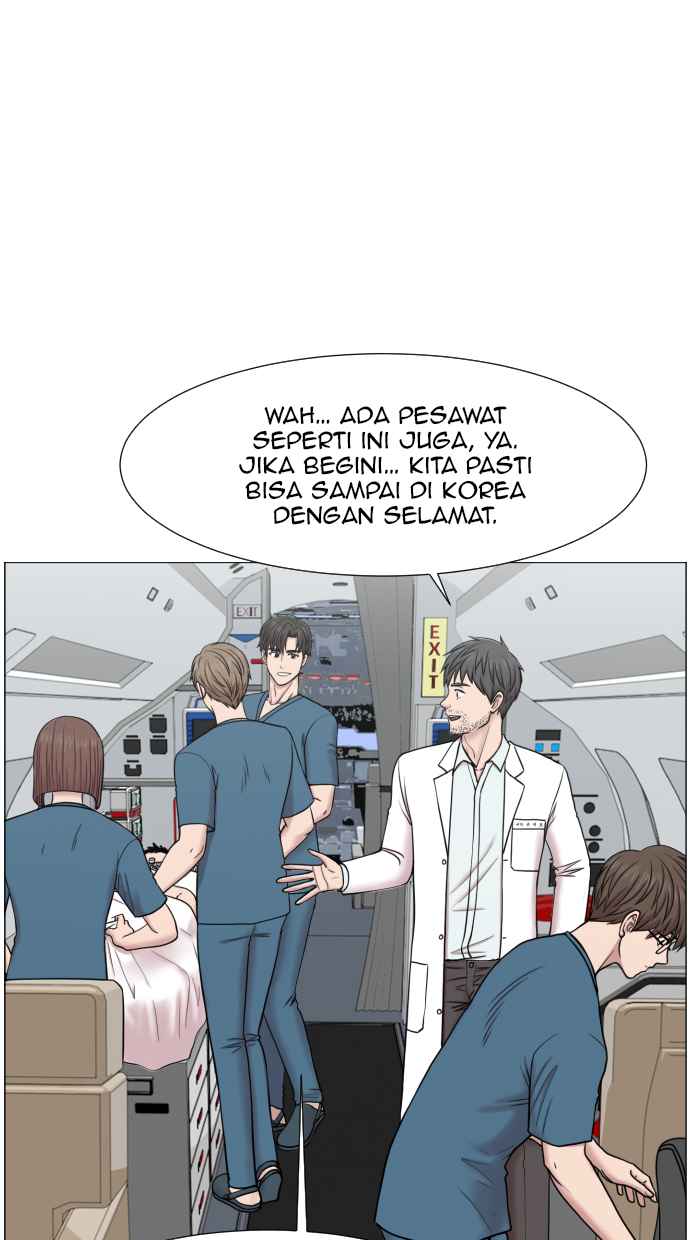 WAH... ADA PESAWAT
SEPERTI INI JUGA, YA.
JIKA BEGINI... KITA PASTI
BISA SAMPAI DI KOREA
DENGAN SELAMAT.
EXIT
EXIT